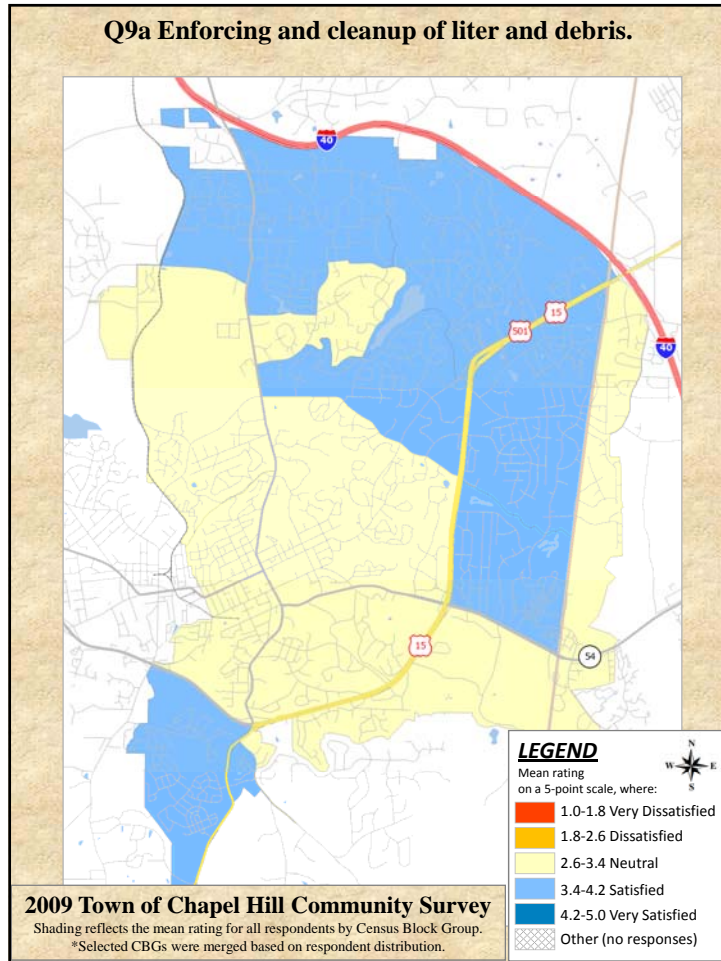 Q9a Enforcing and cleanup of liter and debris.
40
15
501
40
54
15
LEGEND
Mean rating
on a 5-point scale, where:
N
W E
S
1.0-1.8 Very Dissatisfied
1.8-2.6 Dissatisfied
2.6-3.4 Neutral
3.4-4.2 Satisfied
4.2-5.0 Very Satisfied
Other (no responses)
2009 Town of Chapel Hill Community Survey
Shading reflects the mean rating for all respondents by Census Block Group.
*Selected CBGs were merged based on respondent distribution.